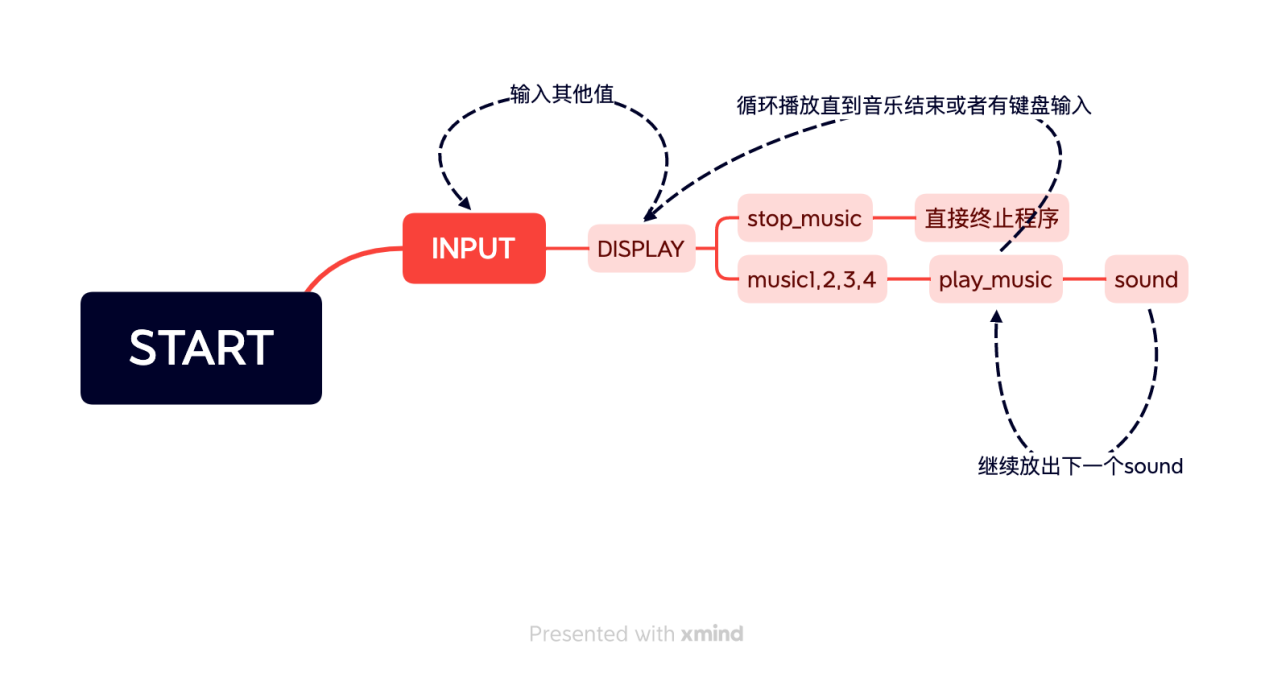 输入其他值
循环播放直到音乐结束或者有键盘输入
stop_music
直接终止程序
INPUT
DISPLAY
music1,2,3,4
play_music
sound
START
继续放出下一个sound
Presented with xmind